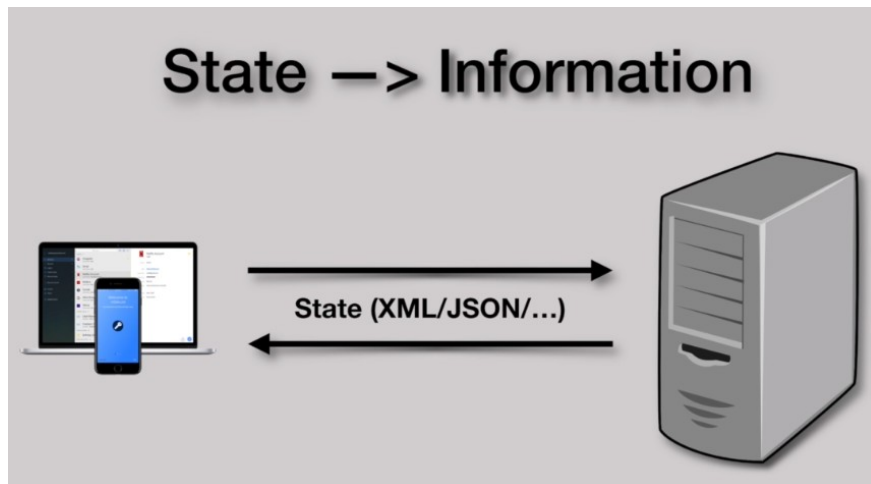 State —> Information
State (XML/JSON/...)